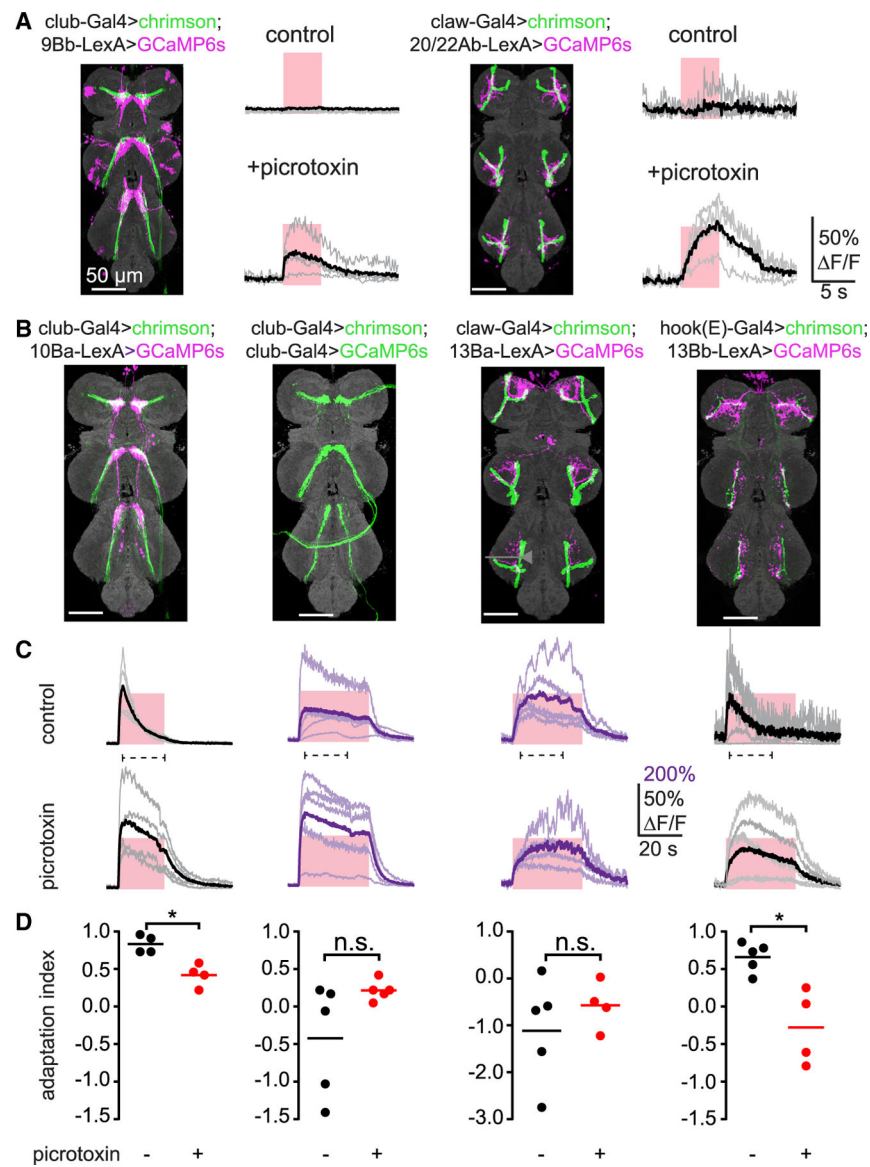 A
club-Gal4>chrimson;
9Bb-LexA>GCaMP6s
control
+picrotoxin
50 µm
claw-Gal4>chrimson;
20/22Ab-LexA>GCaMP6s
control
+picrotoxin
50%
ΔF/F
5 s
B
club-Gal4>chrimson;
10Ba-LexA>GCaMP6s
club-Gal4>chrimson;
club-Gal4>GCaMP6s
claw-Gal4>chrimson;
13Ba-LexA>GCaMP6s
hook(E)-Gal4>chrimson;
13Bb-LexA>GCaMP6s
C
control
picrotoxin
200%
50%
ΔF/F
20 s
D
adaptation index
1.0
0.5
0.0
-0.5
-1.0
-1.5
*
1.0
0.5
0.0
-0.5
-1.0
-1.5
n.s.
0.0
-1.0
-2.0
-3.0
n.s.
1.0
0.5
0.0
-0.5
-1.0
-1.5
*
picrotoxin - + - + - + - +